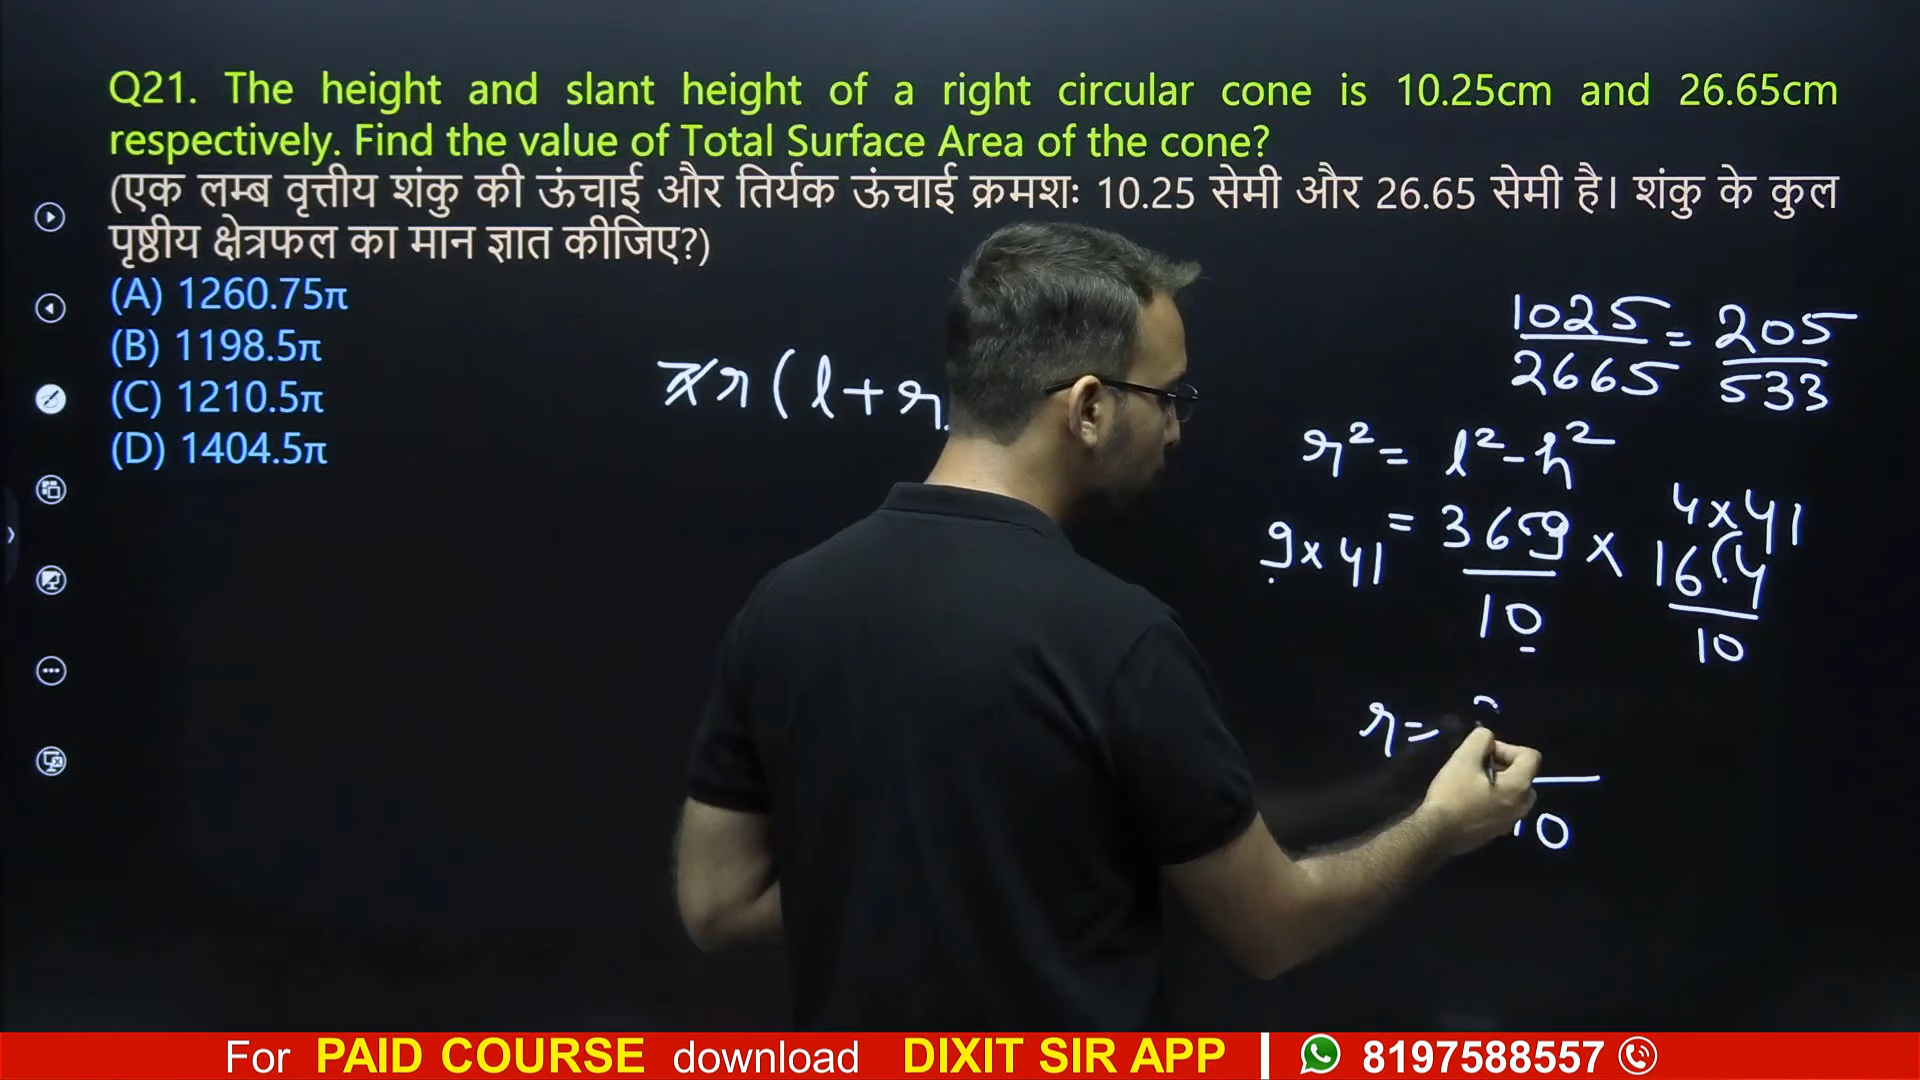 Q21. The height and slant height of a right circular cone is 10.25cm and 26.65cm
respectively. Find the value of Total Surface Area of the cone?
(एक लम्ब वृत्तीय शंकु की ऊंचाई और तिर्यक ऊंचाई क्रमशः 10.25 सेमी और 26.65 सेमी है। शंकु के कुल
पृष्ठीय क्षेत्रफल का मान ज्ञात कीजिए?)
(A) 1260.75π
(B) 1198.5π
(C) 1210.5π
(D) 1404.5π
πr(l+r
1025/2665 = 205/533
r² = l² - h²
9×41 = 36.9/10 × 16.4/10
4×41
r =
10
For PAID COURSE download DIXIT SIR APP | 8197588557